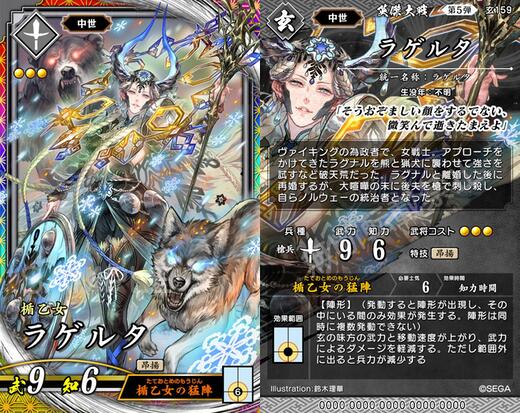 中世
楯乙女
ラゲルタ
昂揚
武9 知6
たておとめのもうじん
楯乙女の猛陣
6
玄
中世
英傑大戦
第5弾
玄159
ラゲルタ
統一名称:ラゲルタ
生没年:不明
「そうおぞましい顔をするでない、
微笑んで逝きたまえよ」
ヴァイキングの為政者で、女戦士。アプローチを
かけてきたラグナルを熊と猟犬に襲わせて強さを
試すなど破天荒だった。ラグナルと離婚した後に
再婚するが、大喧嘩の末に後夫を槍で刺し殺し、
自らノルウェーの統治者となった。
兵種 武力 知力 武将コスト
槍兵 9 6
特技 昂揚
たておとめのもうじん 必要士気 効果時間
楯乙女の猛陣 6 知力時間
効果範囲
【陣形】（発動すると陣形が出現し、その
中にいる間のみ効果が発生する。陣形は同
時に複数発動できない）
玄の味方の武力と移動速度が上がり、武力
によるダメージを軽減する。ただし範囲外
に出ると兵力が減少する
Illustration:鈴木理華
©SEGA
0000-0000-0000-0000-0000